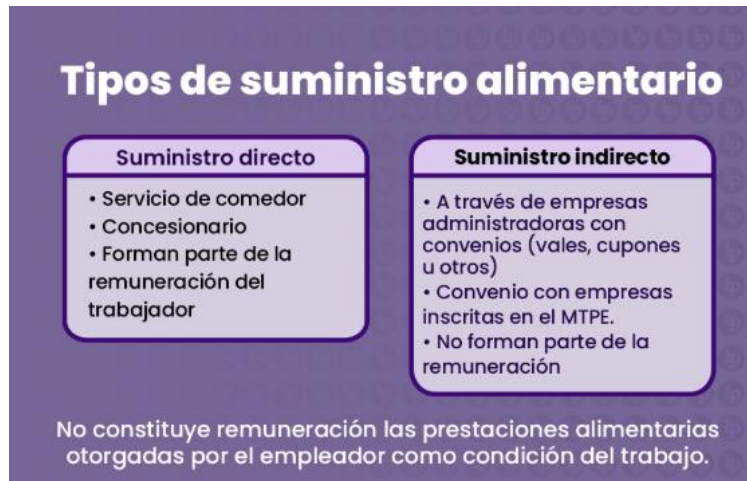 Tipos de suministro alimentario
Suministro directo
• Servicio de comedor
• Concesionario
• Forman parte de la
remuneración del
trabajador
Suministro indirecto
• A través de empresas
administradoras con
convenios (vales, cupones
u otros)
• Convenio con empresas
inscritas en el MTPE.
• No forman parte de la
remuneración
No constituye remuneración las prestaciones alimentarias
otorgadas por el empleador como condición del trabajo.